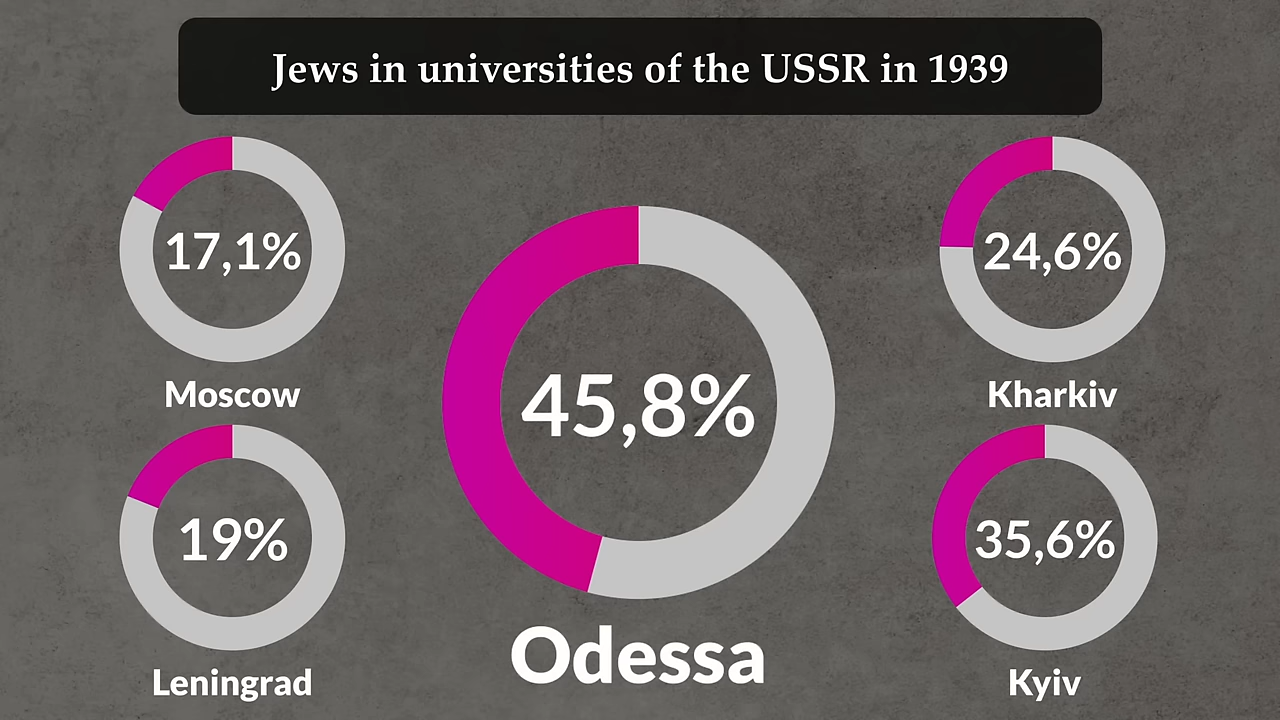 Jews in universities of the USSR in 1939
17,1%
Moscow
19%
Leningrad
45,8%
Odessa
24,6%
Kharkiv
35,6%
Kyiv